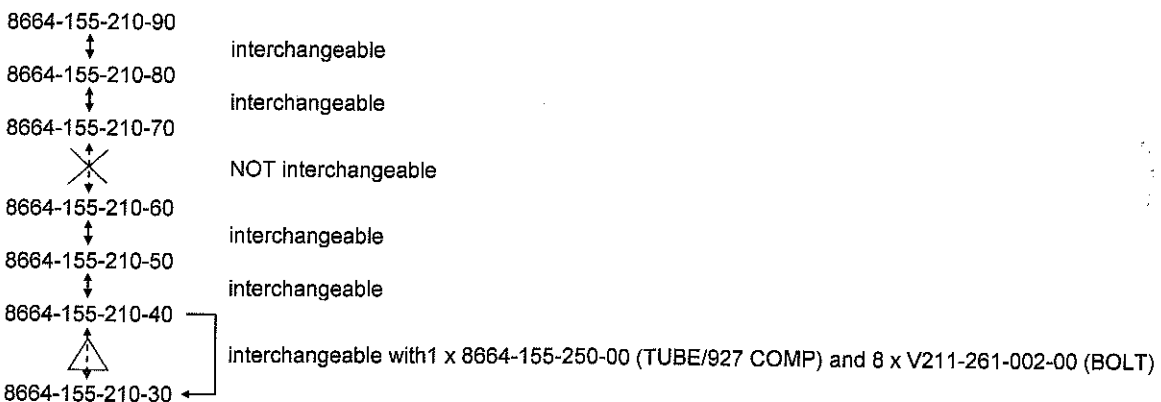 8664-155-210-90
interchangeable
8664-155-210-80
interchangeable
8664-155-210-70
NOT interchangeable
8664-155-210-60
interchangeable
8664-155-210-50
interchangeable
8664-155-210-40
interchangeable with1 x 8664-155-250-00 (TUBE/927 COMP) and 8 x V211-261-002-00 (BOLT)
8664-155-210-30